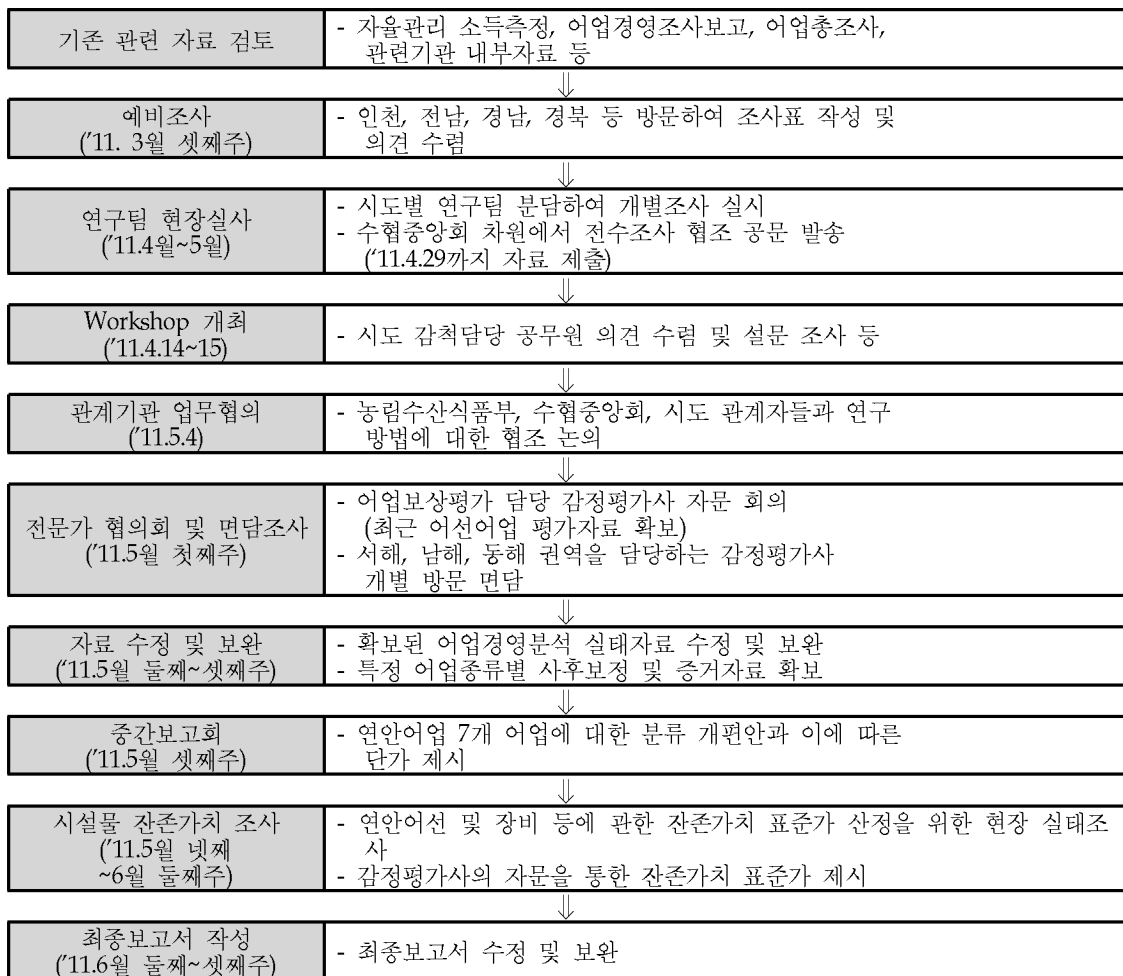 기존 관련 자료 검토
- 자율관리 소득측정, 어업경영조사보고, 어업총조사,
관련기관 내부자료 등
⇓
예비조사
('11. 3월 셋째주)
- 인천, 전남, 경남, 경북 등 방문하여 조사표 작성 및
의견 수렴
⇓
연구팀 현장실사
('11.4월~5월)
- 시도별 연구팀 분담하여 개별조사 실시
- 수협중앙회 차원에서 전수조사 협조 공문 발송
('11.4.29까지 자료 제출)
⇓
Workshop 개최
('11.4.14~15)
- 시도 감척담당 공무원 의견 수렴 및 설문 조사 등
⇓
관계기관 업무협의
('11.5.4)
- 농림수산식품부, 수협중앙회, 시도 관계자들과 연구
방법에 대한 협조 논의
⇓
전문가 협의회 및 면담조사
('11.5월 첫째주)
- 어업보상평가 담당 감정평가사 자문 회의
(최근 어선어업 평가자료 확보)
- 서해, 남해, 동해 권역을 담당하는 감정평가사
개별 방문 면담
⇓
자료 수정 및 보완
('11.5월 둘째~셋째주)
- 확보된 어업경영분석 실태자료 수정 및 보완
- 특정 어업종류별 사후보정 및 증거자료 확보
⇓
중간보고회
('11.5월 셋째주)
- 연안어업 7개 어업에 대한 분류 개편안과 이에 따른
단가 제시
⇓
시설물 잔존가치 조사
('11.5월 넷째
~6월 둘째주)
- 연안어선 및 장비 등에 관한 잔존가치 표준가 산정을 위한 현장 실태조
사
- 감정평가사의 자문을 통한 잔존가치 표준가 제시
⇓
최종보고서 작성
('11.6월 둘째~셋째주)
- 최종보고서 수정 및 보완